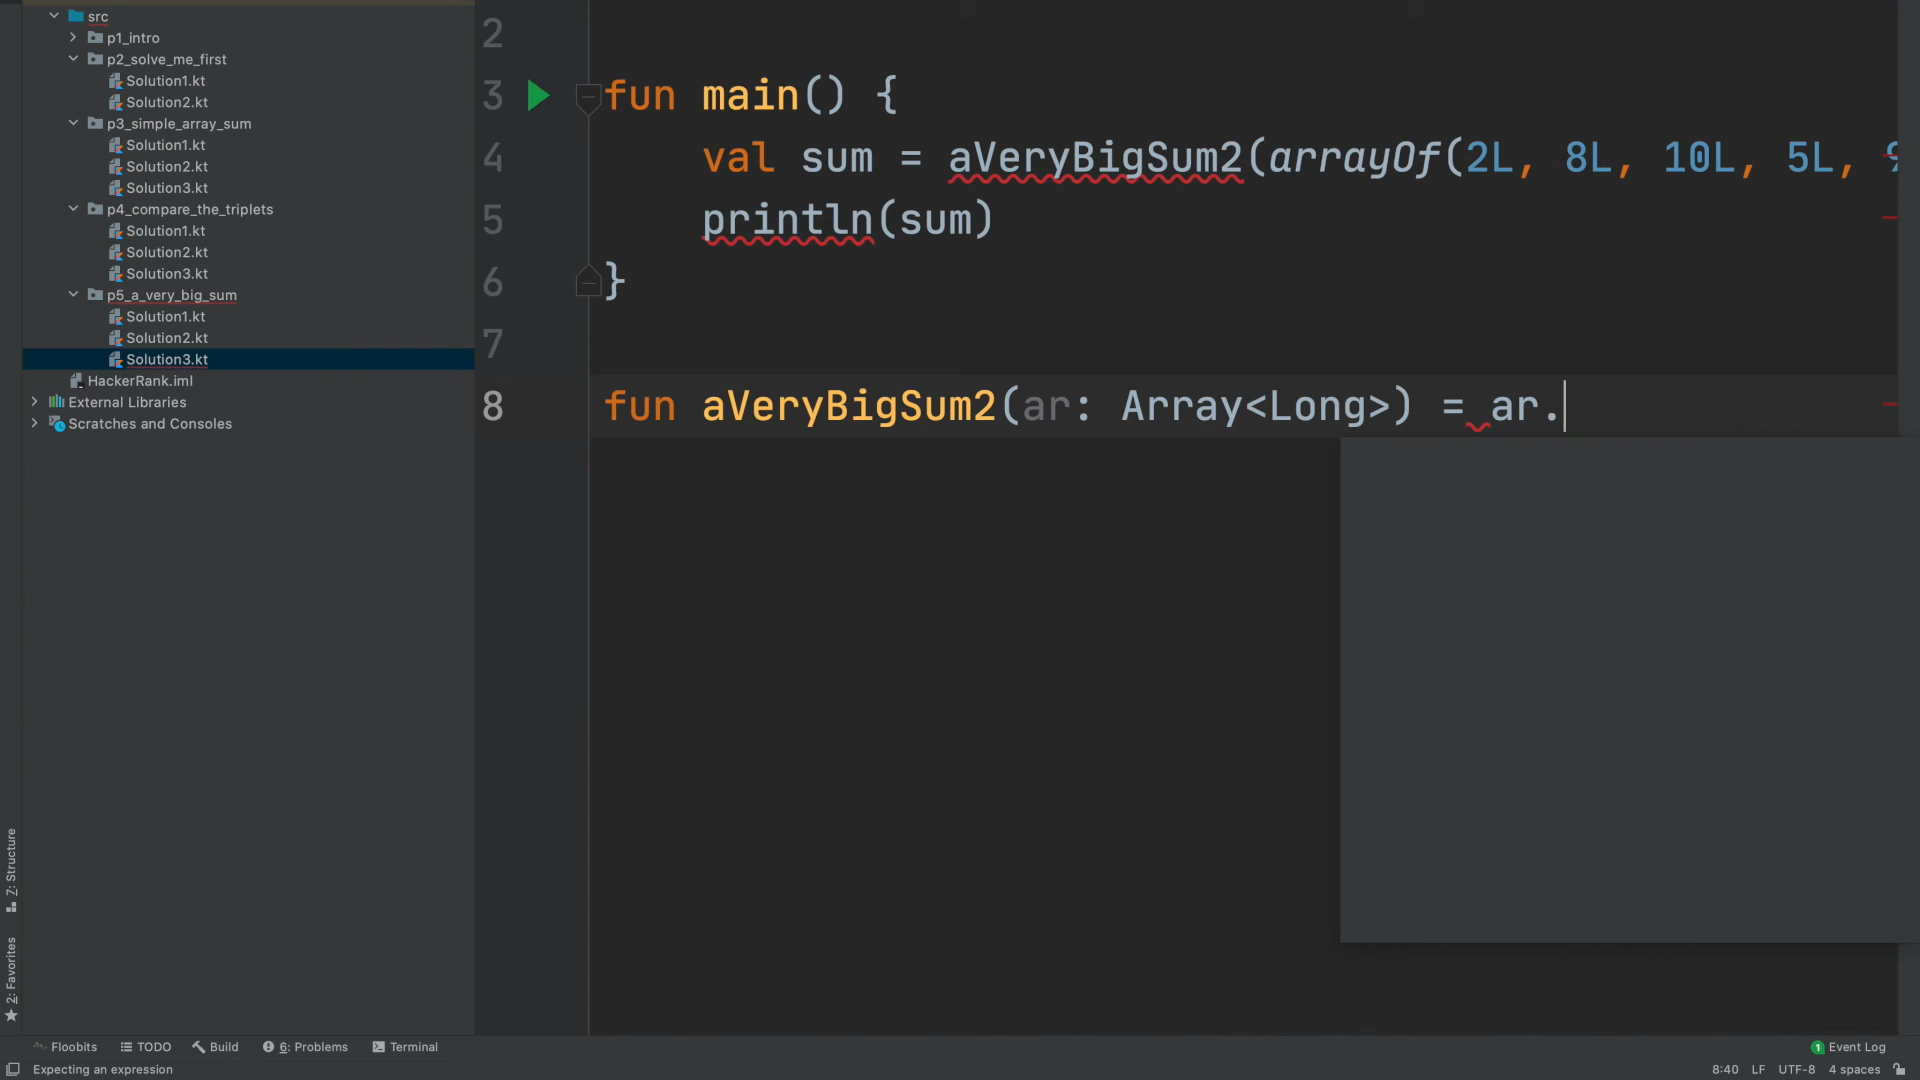 src
p1_intro
p2_solve_me_first
Solution1.kt
Solution2.kt
p3_simple_array_sum
Solution1.kt
Solution2.kt
Solution3.kt
p4_compare_the_triplets
Solution1.kt
Solution2.kt
Solution3.kt
p5_a_very_big_sum
Solution1.kt
Solution2.kt
Solution3.kt
HackerRank.iml
External Libraries
Scratches and Consoles
2
3 fun main() {
4 val sum = aVeryBigSum2(arrayOf(2L, 8L, 10L, 5L,
5 println(sum)
6 }
7
8 fun aVeryBigSum2(ar: Array<Long>) = ar.
Z: Structure
2: Favorites
Floobits TODO Build 6: Problems Terminal 1 Event Log
Expecting an expression 8:40 LF UTF-8 4 spaces